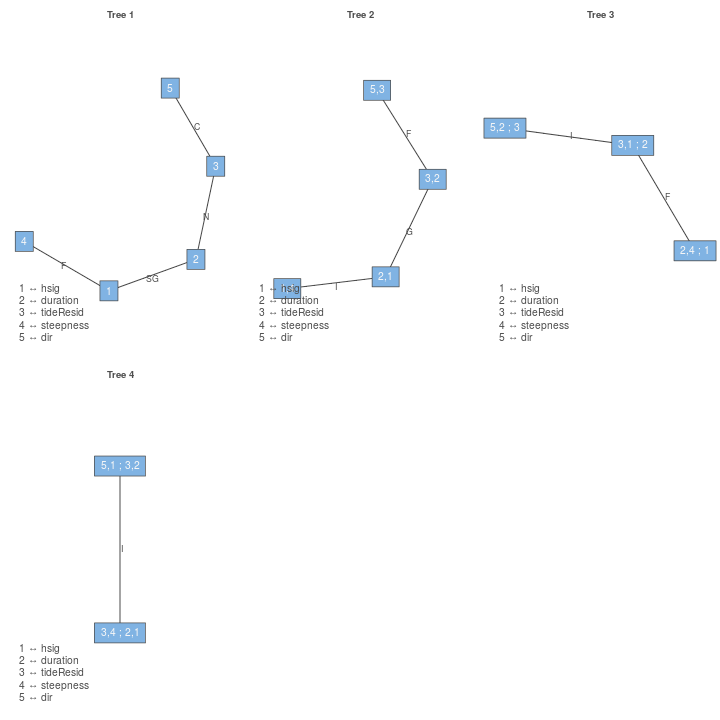 Tree 1
5
C
3
N
4
F
2
SG
1
1 ↔ hsig
2 ↔ duration
3 ↔ tideResid
4 ↔ steepness
5 ↔ dir
Tree 2
5,3
F
3,2
G
2,1
I
1 ↔ hsig
2 ↔ duration
3 ↔ tideResid
4 ↔ steepness
5 ↔ dir
Tree 3
5,2 ; 3
I
3,1 ; 2
F
2,4 ; 1
1 ↔ hsig
2 ↔ duration
3 ↔ tideResid
4 ↔ steepness
5 ↔ dir
Tree 4
5,1 ; 3,2
I
3,4 ; 2,1
1 ↔ hsig
2 ↔ duration
3 ↔ tideResid
4 ↔ steepness
5 ↔ dir